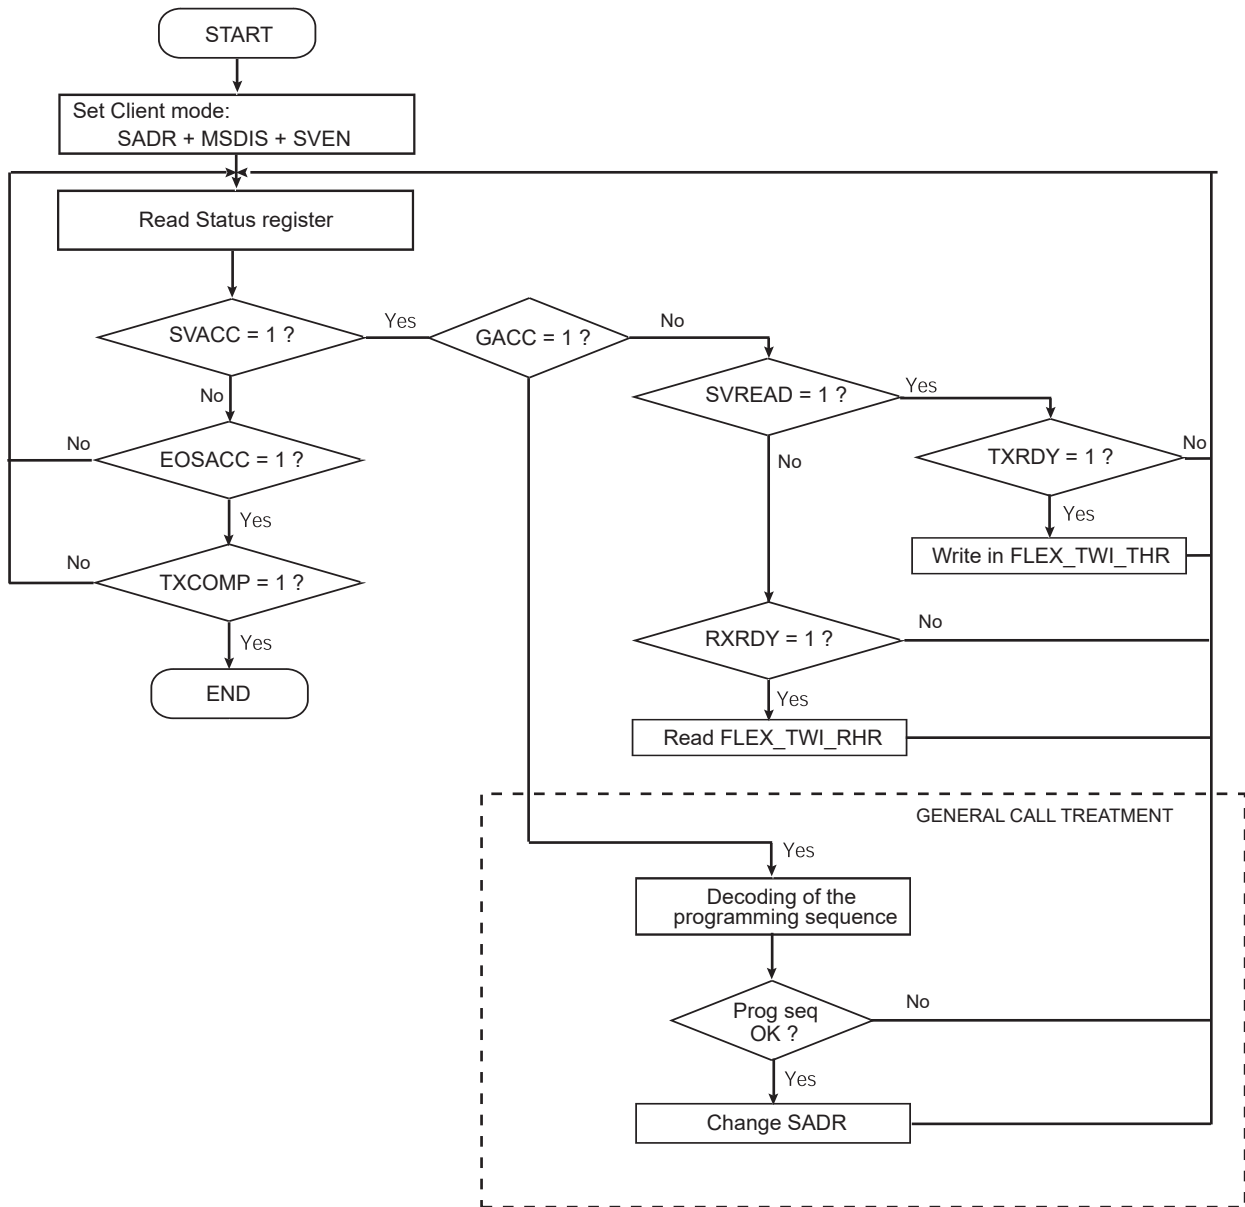 START
Set Client mode:
SADR + MSDIS + SVEN
Read Status register
SVACC = 1 ?
Yes
GACC = 1 ?
No
SVREAD = 1 ?
Yes
No
No
EOSACC = 1 ?
No
TXRDY = 1 ?
No
Yes
Yes
Write in FLEX_TWI_THR
No
TXCOMP = 1 ?
RXRDY = 1 ?
No
Yes
END
Yes
Read FLEX_TWI_RHR
GENERAL CALL TREATMENT
Yes
Decoding of the
programming sequence
Prog seq
OK ?
No
Yes
Change SADR